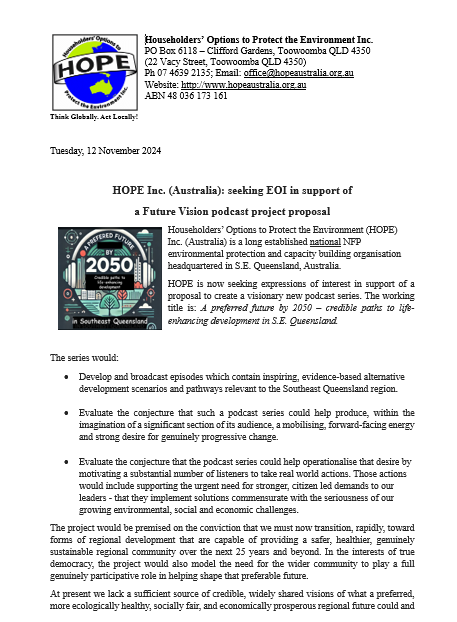 Householders' Options to
HOPE
Protect the Environment Inc.
Think Globally. Act Locally!
Householders' Options to Protect the Environment Inc.
PO Box 6118 – Clifford Gardens, Toowoomba QLD 4350
(22 Vacy Street, Toowoomba QLD 4350)
Ph 07 4639 2135; Email: office@hopeaustralia.org.au
Website: http://www.hopeaustralia.org.au
ABN 48 036 173 161
Tuesday, 12 November 2024
HOPE Inc. (Australia): seeking EOI in support of
a Future Vision podcast project proposal
A PREFERED FUTURE
BY
2050
Credible paths to
life-enhancing
development
in Southeast Queensland
Householders' Options to Protect the Environment (HOPE)
Inc. (Australia) is a long established national NFP
environmental protection and capacity building organisation
headquartered in S.E. Queensland, Australia.
HOPE is now seeking expressions of interest in support of a
proposal to create a visionary new podcast series. The working
title is: A preferred future by 2050 – credible paths to life-
enhancing development in S.E. Queensland.
The series would:
• Develop and broadcast episodes which contain inspiring, evidence-based alternative
development scenarios and pathways relevant to the Southeast Queensland region.
• Evaluate the conjecture that such a podcast series could help produce, within the
imagination of a significant section of its audience, a mobilising, forward-facing energy
and strong desire for genuinely progressive change.
• Evaluate the conjecture that the podcast series could help operationalise that desire by
motivating a substantial number of listeners to take real world actions. Those actions
would include supporting the urgent need for stronger, citizen led demands to our
leaders - that they implement solutions commensurate with the seriousness of our
growing environmental, social and economic challenges.
The project would be premised on the conviction that we must now transition, rapidly, toward
forms of regional development that are capable of providing a safer, healthier, genuinely
sustainable regional community over the next 25 years and beyond. In the interests of true
democracy, the project would also model the need for the wider community to play a full
genuinely participative role in helping shape that preferable future.
At present we lack a sufficient source of credible, widely shared visions of what a preferred,
more ecologically healthy, socially fair, and economically prosperous regional future could and